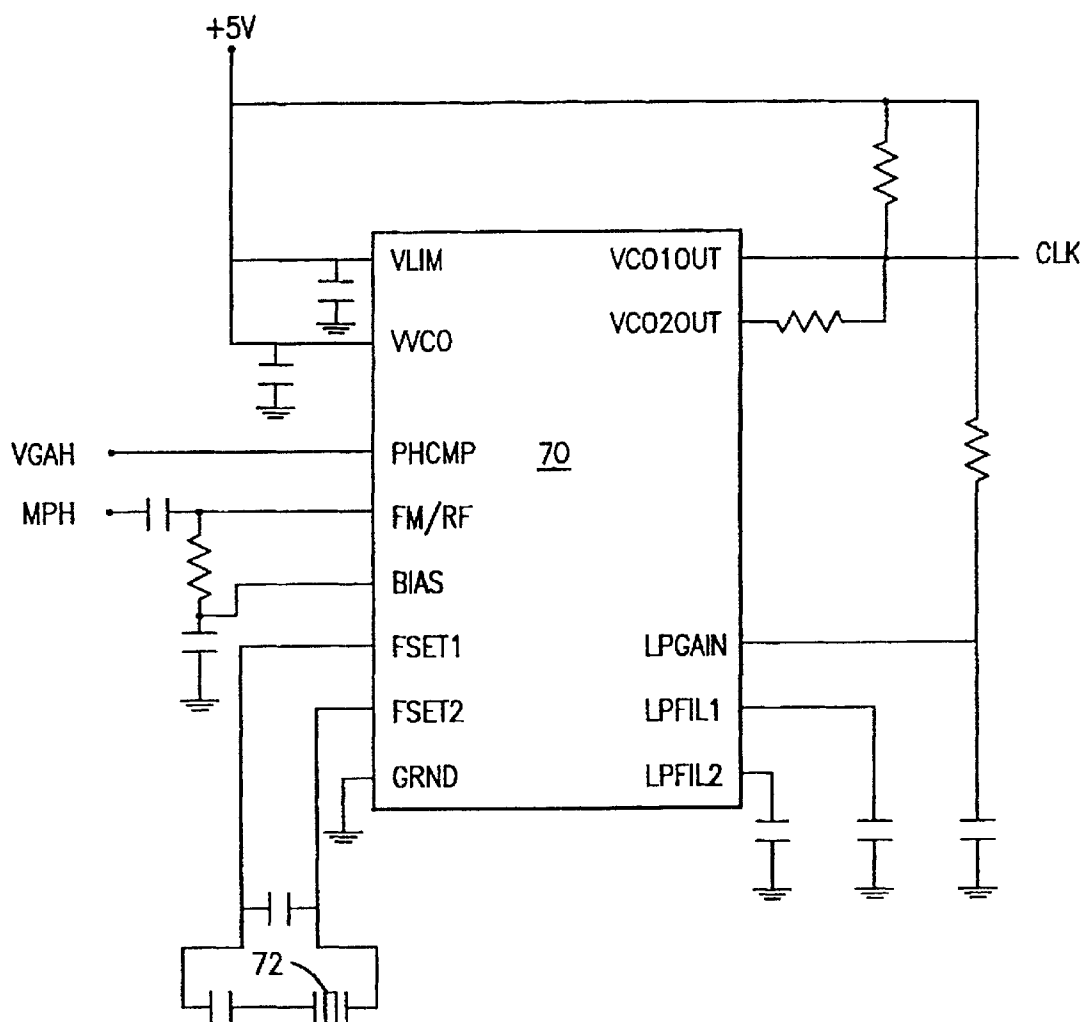 +5V
VLIM
VCO1OUT
CLK
VCO2OUT
VVCO
VGAH
PHCMP
70
MPH
FM/RF
BIAS
FSET1
LPGAIN
FSET2
LPFIL1
GRND
LPFIL2
72